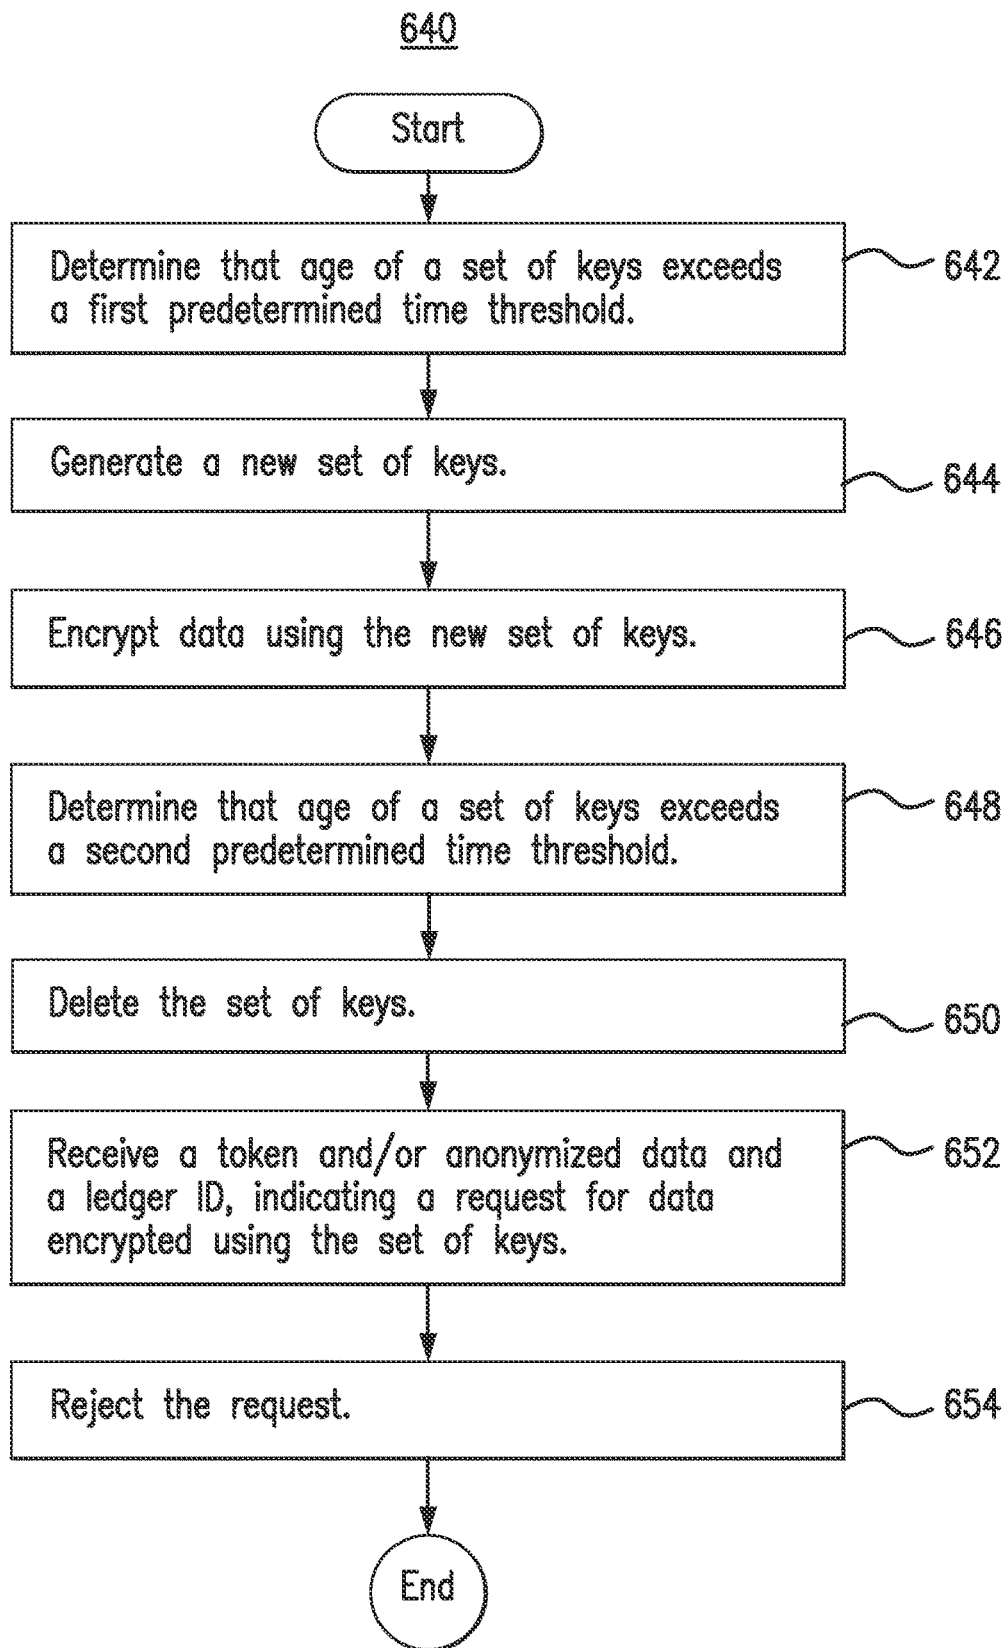 640
Start
Determine that age of a set of keys exceeds
a first predetermined time threshold.
642
Generate a new set of keys.
644
Encrypt data using the new set of keys.
646
Determine that age of a set of keys exceeds
a second predetermined time threshold.
648
Delete the set of keys.
650
Receive a token and/or anonymized data and
a ledger ID, indicating a request for data
encrypted using the set of keys.
652
Reject the request.
654
End